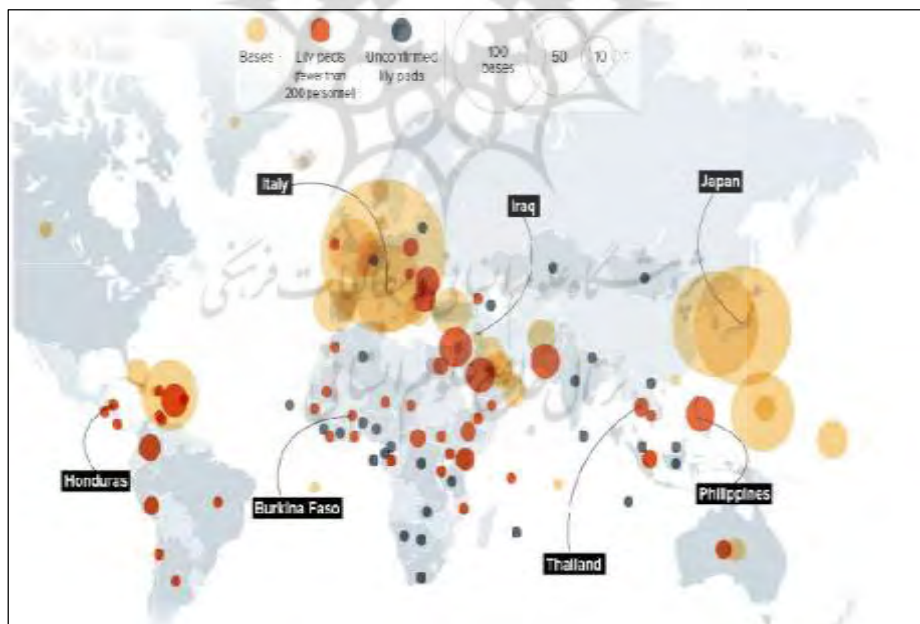 Bases
Lily pads
(fewer than
200 personnel)
Unconfirmed
lily pads
100
bases
50
10
Italy
Iraq
Japan
Honduras
Burkina Faso
Thailand
Philippines